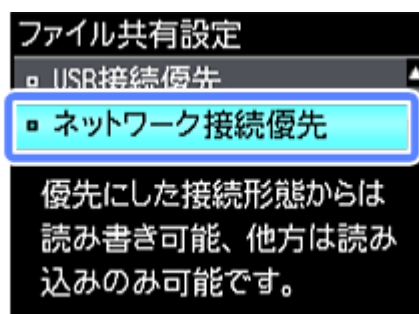 ファイル共有設定
USB接続優先
ネットワーク接続優先
優先にした接続形態からは
読み書き可能、他方は読み
込みのみ可能です。